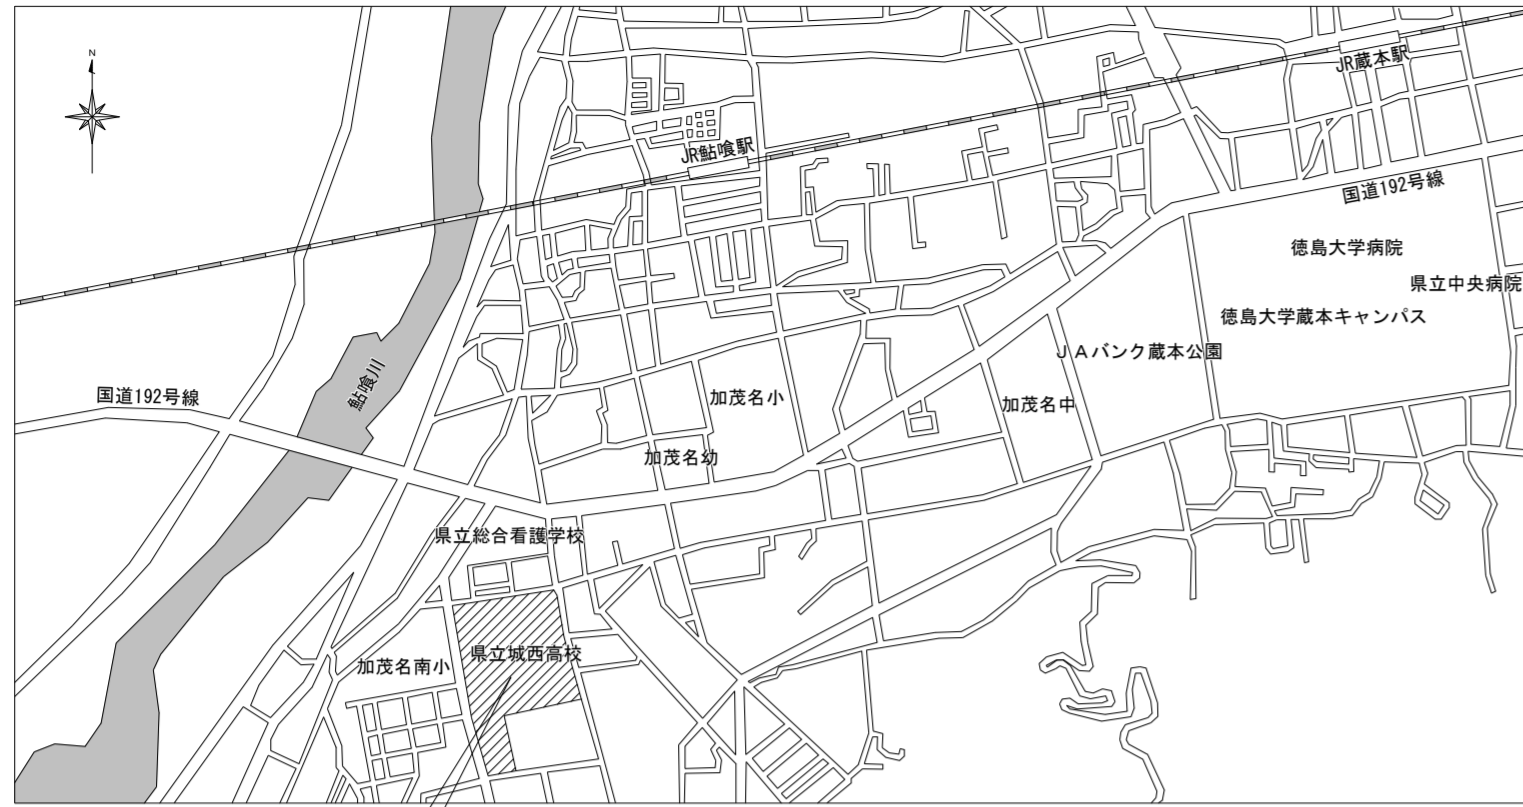 N
JR蔵本駅
JR鮎喰駅
国道192号線
徳島大学病院
県立中央病院
徳島大学蔵本キャンパス
ＪＡバンク蔵本公園
鮎喰川
国道192号線
加茂名小
加茂名中
加茂名幼
県立総合看護学校
県立城西高校
加茂名南小